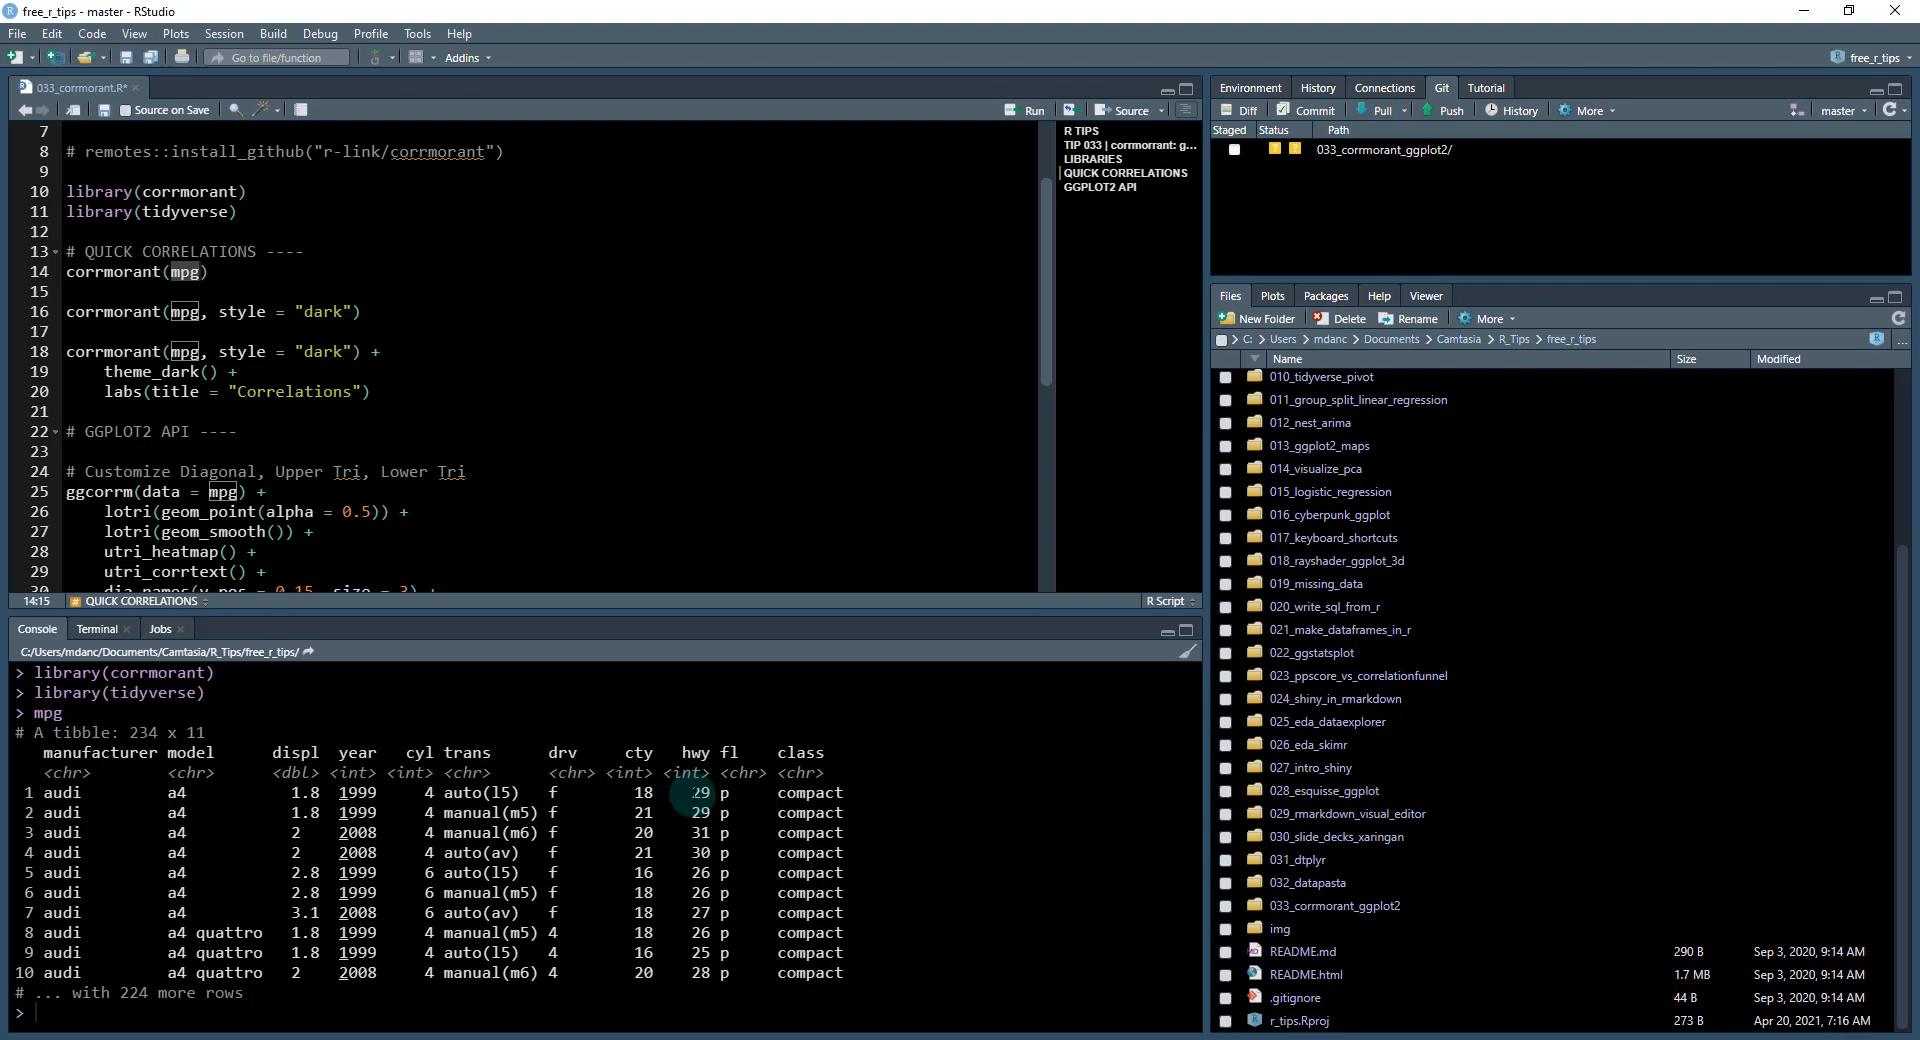 free_r_tips - master - RStudio
File Edit Code View Plots Session Build Debug Profile Tools Help
Go to file/function Addins free_r_tips
033_corrmorant.R*
Source on Save Run Source
7
8 # remotes::install_github("r-link/corrmorant")
9
10 library(corrmorant)
11 library(tidyverse)
12
13 # QUICK CORRELATIONS ----
14 corrmorant(mpg)
15
16 corrmorant(mpg, style = "dark")
17
18 corrmorant(mpg, style = "dark") +
19 theme_dark() +
20 labs(title = "Correlations")
21
22 # GGPLOT2 API ----
23
24 # Customize Diagonal, Upper Tri, Lower Tri
25 ggcorrm(data = mpg) +
26 lotri(geom_point(alpha = 0.5)) +
27 lotri(geom_smooth()) +
28 utri_heatmap() +
29 utri_corrtext() +
30 dia_names(y_pos = 0.15, size = 3) +
R TIPS
TIP 033 | corrmorrant: g...
LIBRARIES
QUICK CORRELATIONS
GGPLOT2 API
14:15 # QUICK CORRELATIONS R Script
Console Terminal Jobs
C:/Users/mdanc/Documents/Camtasia/R_Tips/free_r_tips/
> library(corrmorant)
> library(tidyverse)
> mpg
# A tibble: 234 x 11
manufacturer model displ year cyl trans drv cty hwy fl class
<chr> <chr> <dbl> <int> <int> <chr> <chr> <int> <int> <chr> <chr>
1 audi a4 1.8 1999 4 auto(l5) f 18 29 p compact
2 audi a4 1.8 1999 4 manual(m5) f 21 29 p compact
3 audi a4 2 2008 4 manual(m6) f 20 31 p compact
4 audi a4 2 2008 4 auto(av) f 21 30 p compact
5 audi a4 2.8 1999 6 auto(l5) f 16 26 p compact
6 audi a4 2.8 1999 6 manual(m5) f 18 26 p compact
7 audi a4 3.1 2008 6 auto(av) f 18 27 p compact
8 audi a4 quattro 1.8 1999 4 manual(m5) 4 18 26 p compact
9 audi a4 quattro 1.8 1999 4 auto(l5) 4 16 25 p compact
10 audi a4 quattro 2 2008 4 manual(m6) 4 20 28 p compact
# ... with 224 more rows
>
Environment History Connections Git Tutorial
Diff Commit Pull Push History More master
Staged Status Path
? ? 033_corrmorant_ggplot2/
Files Plots Packages Help Viewer
New Folder Delete Rename More
C: > Users > mdanc > Documents > Camtasia > R_Tips > free_r_tips ...
Name Size Modified
010_tidyverse_pivot
011_group_split_linear_regression
012_nest_arima
013_ggplot2_maps
014_visualize_pca
015_logistic_regression
016_cyberpunk_ggplot
017_keyboard_shortcuts
018_rayshader_ggplot_3d
019_missing_data
020_write_sql_from_r
021_make_dataframes_in_r
022_ggstatsplot
023_ppscore_vs_correlationfunnel
024_shiny_in_rmarkdown
025_eda_dataexplorer
026_eda_skimr
027_intro_shiny
028_esquisse_ggplot
029_rmarkdown_visual_editor
030_slide_decks_xaringan
031_dtplyr
032_datapasta
033_corrmorant_ggplot2
img
README.md 290 B Sep 3, 2020, 9:14 AM
README.html 1.7 MB Sep 3, 2020, 9:14 AM
.gitignore 44 B Sep 3, 2020, 9:14 AM
r_tips.Rproj 273 B Apr 20, 2021, 7:16 AM